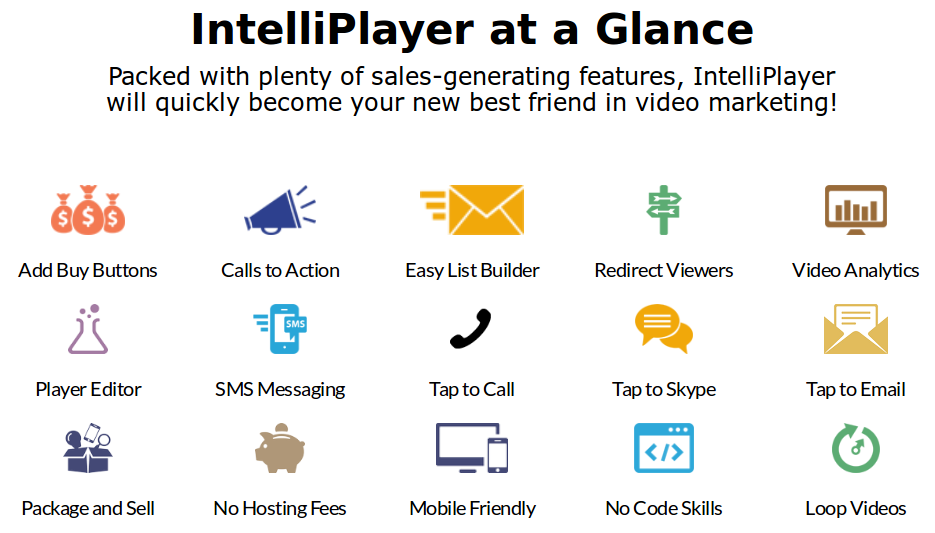 IntelliPlayer at a Glance
Packed with plenty of sales-generating features, IntelliPlayer
will quickly become your new best friend in video marketing!
$ $ $
Add Buy Buttons
Calls to Action
Easy List Builder
Redirect Viewers
Video Analytics
SMS
Player Editor
SMS Messaging
Tap to Call
Tap to Skype
Tap to Email
</>
Package and Sell
No Hosting Fees
Mobile Friendly
No Code Skills
Loop Videos